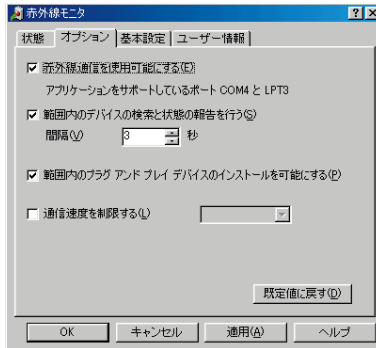 赤外線モニタ
状態 オプション 基本設定 ユーザー情報
赤外線通信を使用可能にする(E)
アプリケーションをサポートしているポート COM4 と LPT3
範囲内のデバイスの検索と状態の報告を行う(S)
間隔(V) 3 秒
範囲内のプラグ アンド プレイ デバイスのインストールを可能にする(P)
通信速度を制限する(L)
既定値に戻す(D)
OK キャンセル 適用(A) ヘルプ